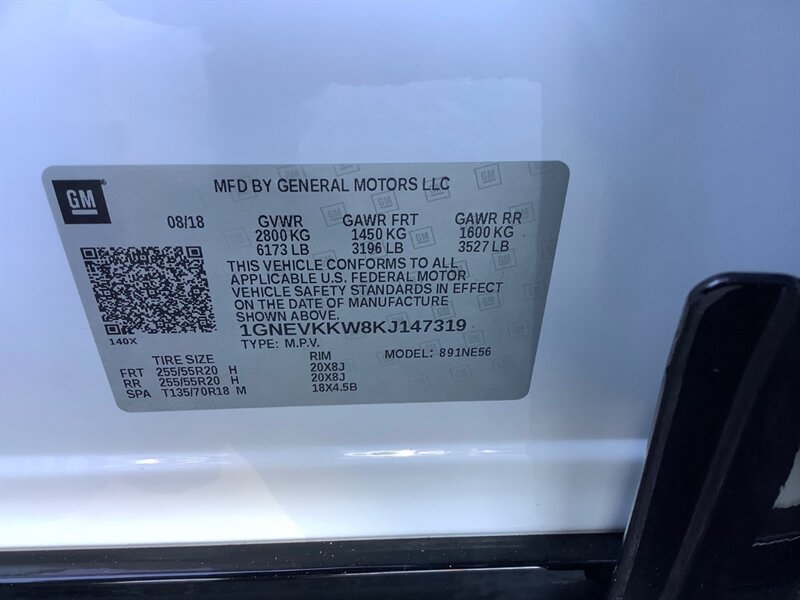 GM
MFD BY GENERAL MOTORS LLC
08/18 GVWR GAWR FRT GAWR RR
2800 KG 1450 KG 1600 KG
6173 LB 3196 LB 3527 LB
THIS VEHICLE CONFORMS TO ALL
APPLICABLE U.S. FEDERAL MOTOR
VEHICLE SAFETY STANDARDS IN EFFECT
ON THE DATE OF MANUFACTURE
SHOWN ABOVE.
1GNEVKKW8KJ147319
140X
TYPE: M.P.V. MODEL: 891NE56
TIRE SIZE RIM
FRT 255/55R20 H 20X8J
RR 255/55R20 H 20X8J
SPA T135/70R18 M 18X4.5B